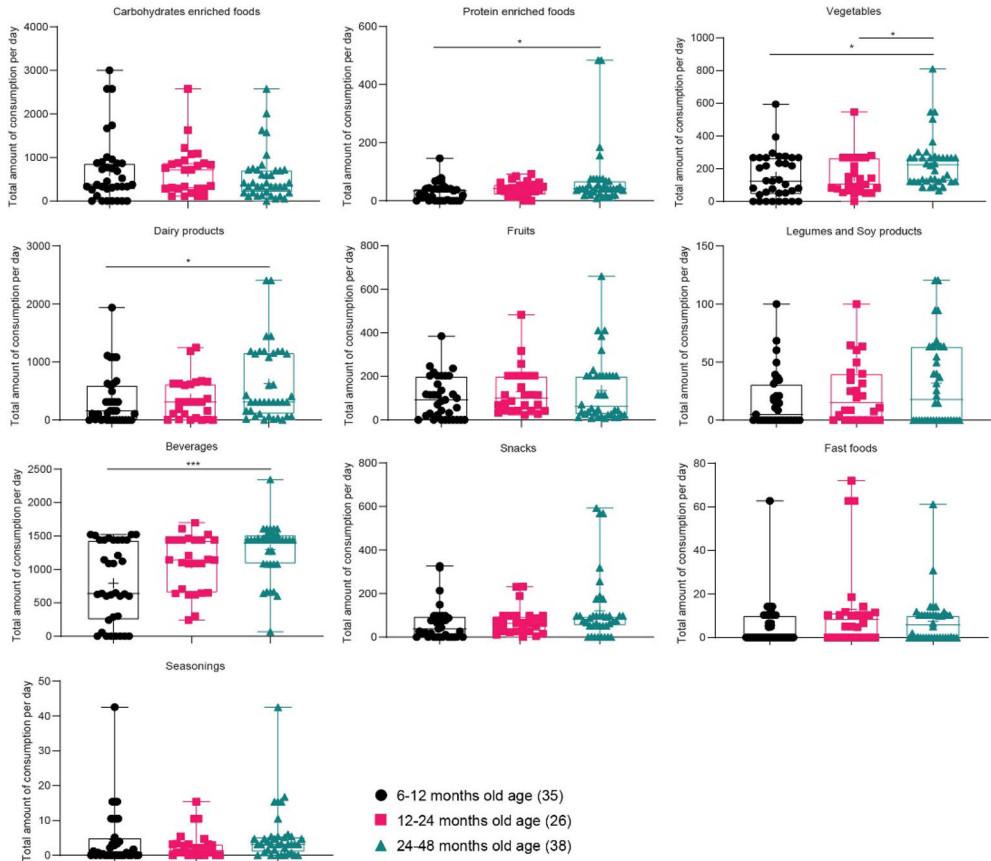 Carbohydrates enriched foods
Total amount of consumption per day
4000
3000
2000
1000
0
Protein enriched foods
Total amount of consumption per day
600
400
200
0
*
Vegetables
Total amount of consumption per day
1000
800
600
400
200
0
*
*
Dairy products
Total amount of consumption per day
3000
2000
1000
0
*
Fruits
Total amount of consumption per day
800
600
400
200
0
Legumes and Soy products
Total amount of consumption per day
150
100
50
0
Beverages
Total amount of consumption per day
2500
2000
1500
1000
500
0
***
Snacks
Total amount of consumption per day
800
600
400
200
0
Fast foods
Total amount of consumption per day
80
60
40
20
0
Seasonings
Total amount of consumption per day
50
40
30
20
10
0
6-12 months old age (35)
12-24 months old age (26)
24-48 months old age (38)